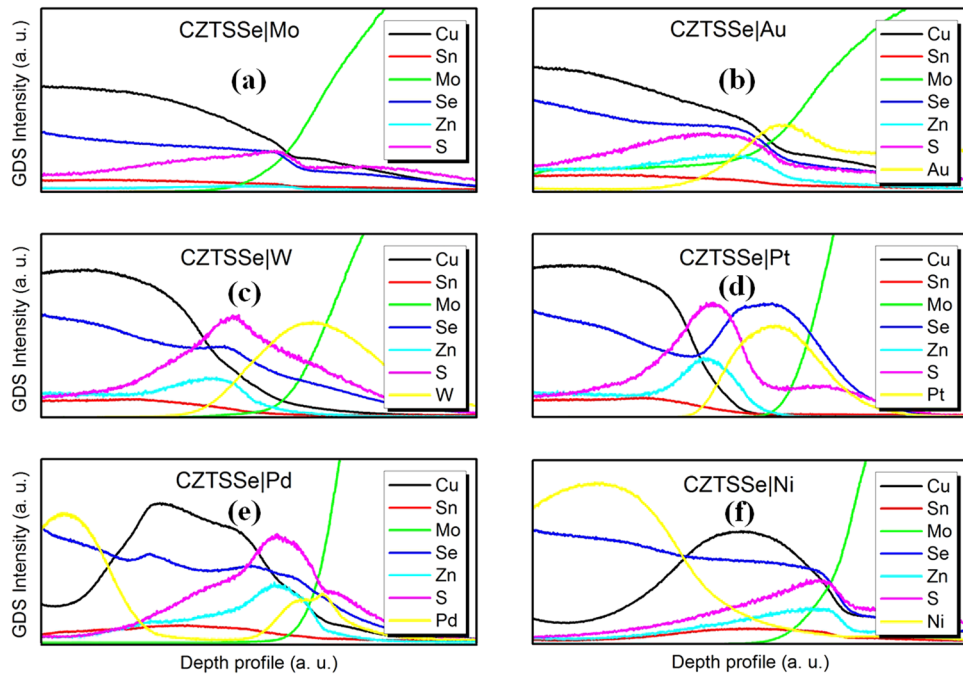 CZTSSe|Mo
(a)
Cu
Sn
Mo
Se
Zn
S
GDS Intensity (a. u.)
CZTSSe|Au
(b)
Cu
Sn
Mo
Se
Zn
S
Au
CZTSSe|W
(c)
Cu
Sn
Mo
Se
Zn
S
W
GDS Intensity (a. u.)
CZTSSe|Pt
(d)
Cu
Sn
Mo
Se
Zn
S
Pt
CZTSSe|Pd
(e)
Cu
Sn
Mo
Se
Zn
S
Pd
GDS Intensity (a. u.)
Depth profile (a. u.)
CZTSSe|Ni
(f)
Cu
Sn
Mo
Se
Zn
S
Ni
Depth profile (a. u.)